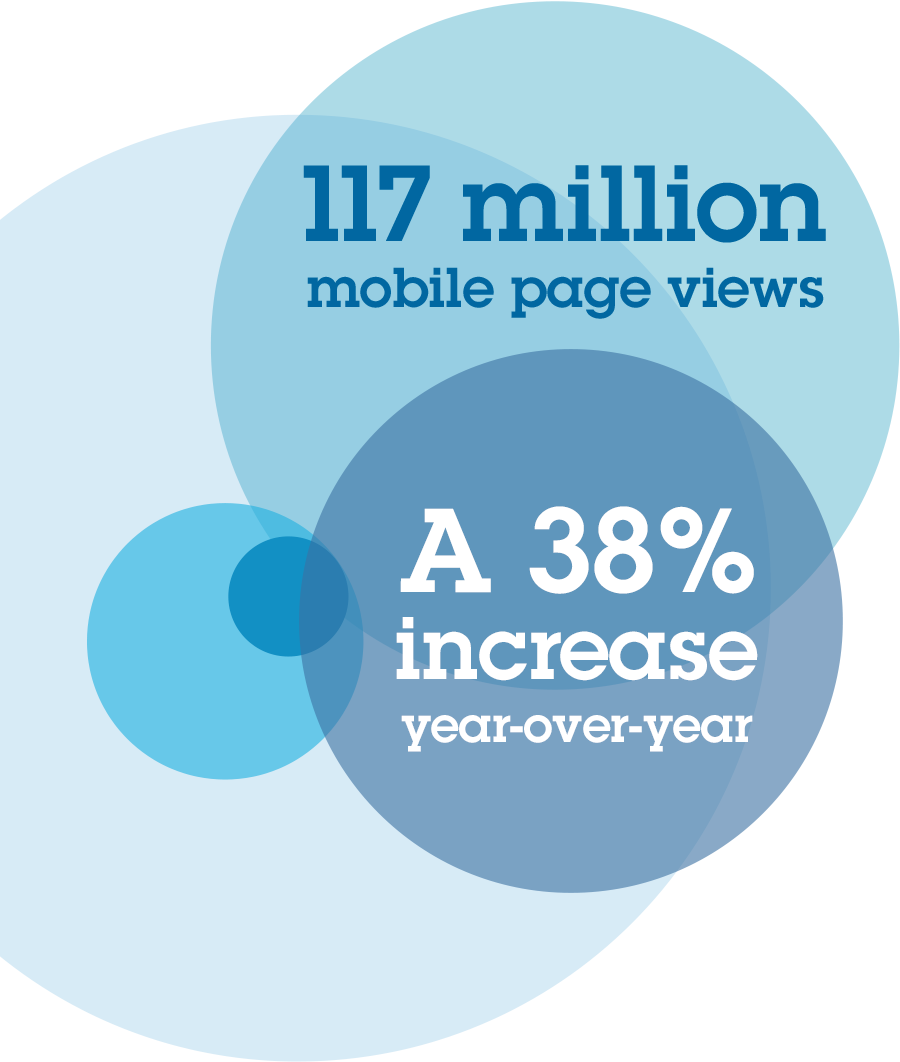 117 million
mobile page views
A 38%
increase
year-over-year